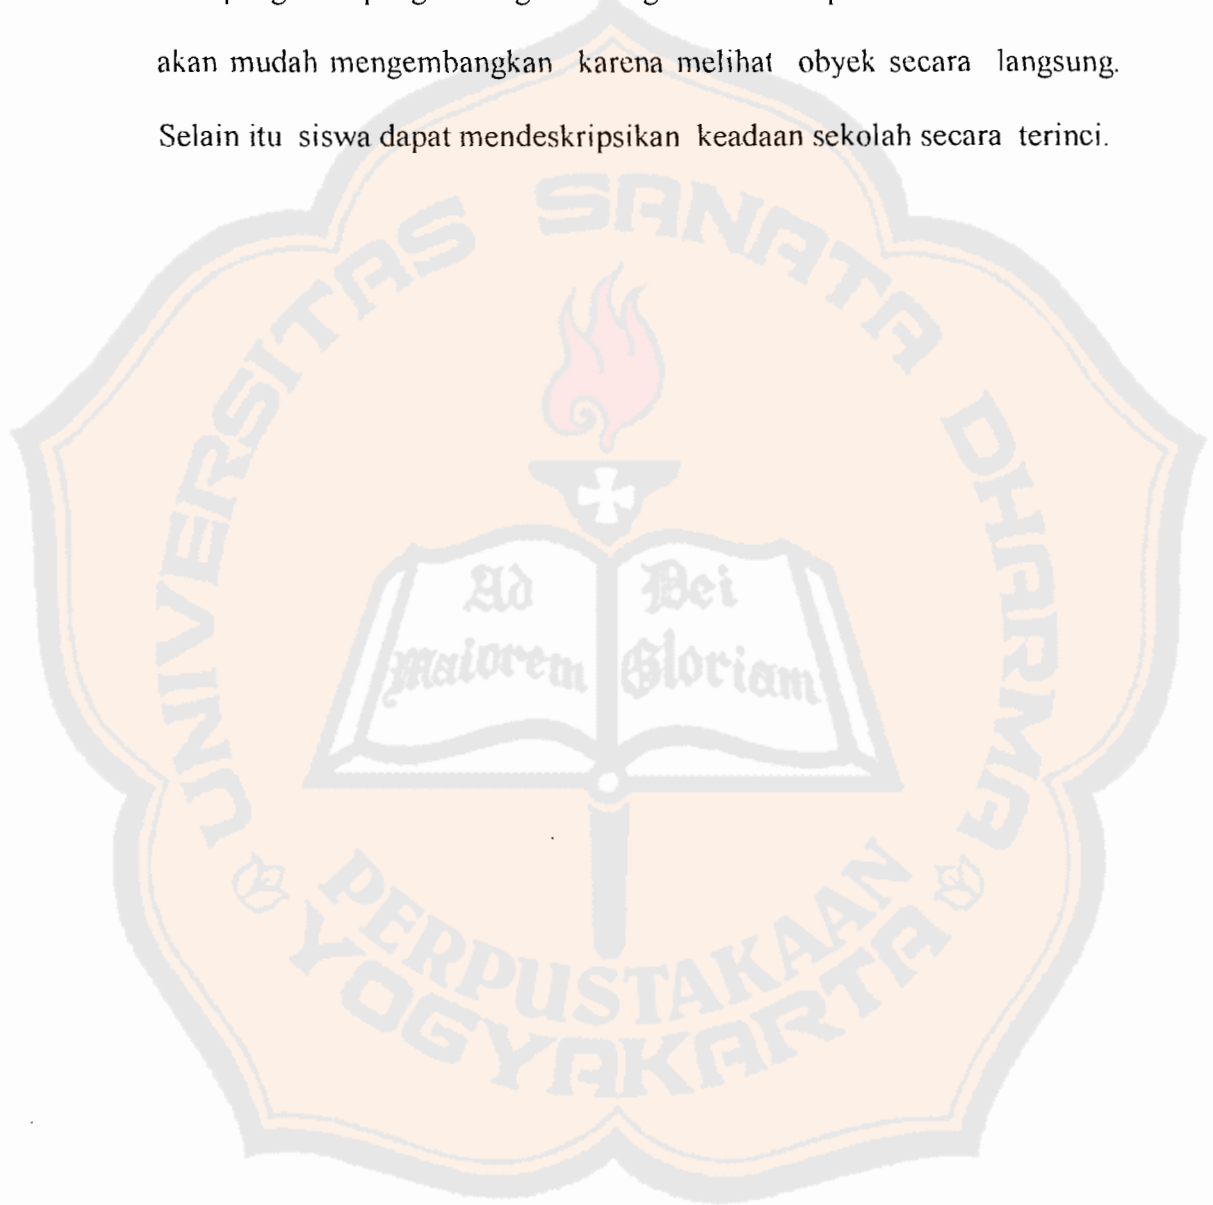 akan mudah mengembangkan karena melihat obyek secara langsung.
Selain itu siswa dapat mendeskripsikan keadaan sekolah secara terinci.
UNIVERSITAS SANATA DHARMA
Ad Dei
maiorem Gloriam
PERPUSTAKAAN
YOGYAKARTA